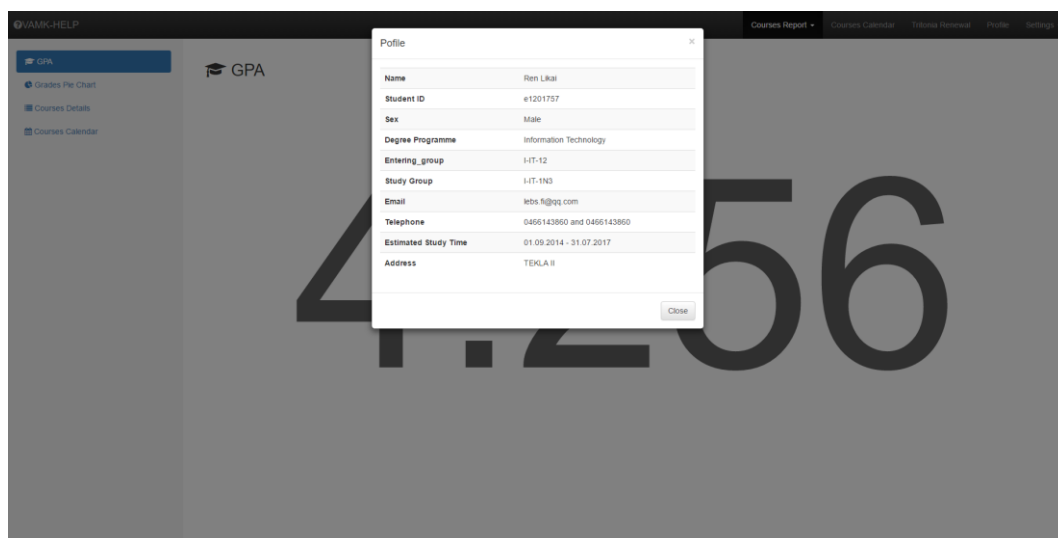 VAMK-HELP
Courses Report Courses Calendar Tritonia Renewal Profile Settings
GPA
Grades Pie Chart
Courses Details
Courses Calendar
GPA
4.256
Pofile ×
Name Ren Likai
Student ID e1201757
Sex Male
Degree Programme Information Technology
Entering_group I-IT-12
Study Group I-IT-1N3
Email lebs.fi@qq.com
Telephone 0466143860 and 0466143860
Estimated Study Time 01.09.2014 - 31.07.2017
Address TEKLA II
Close